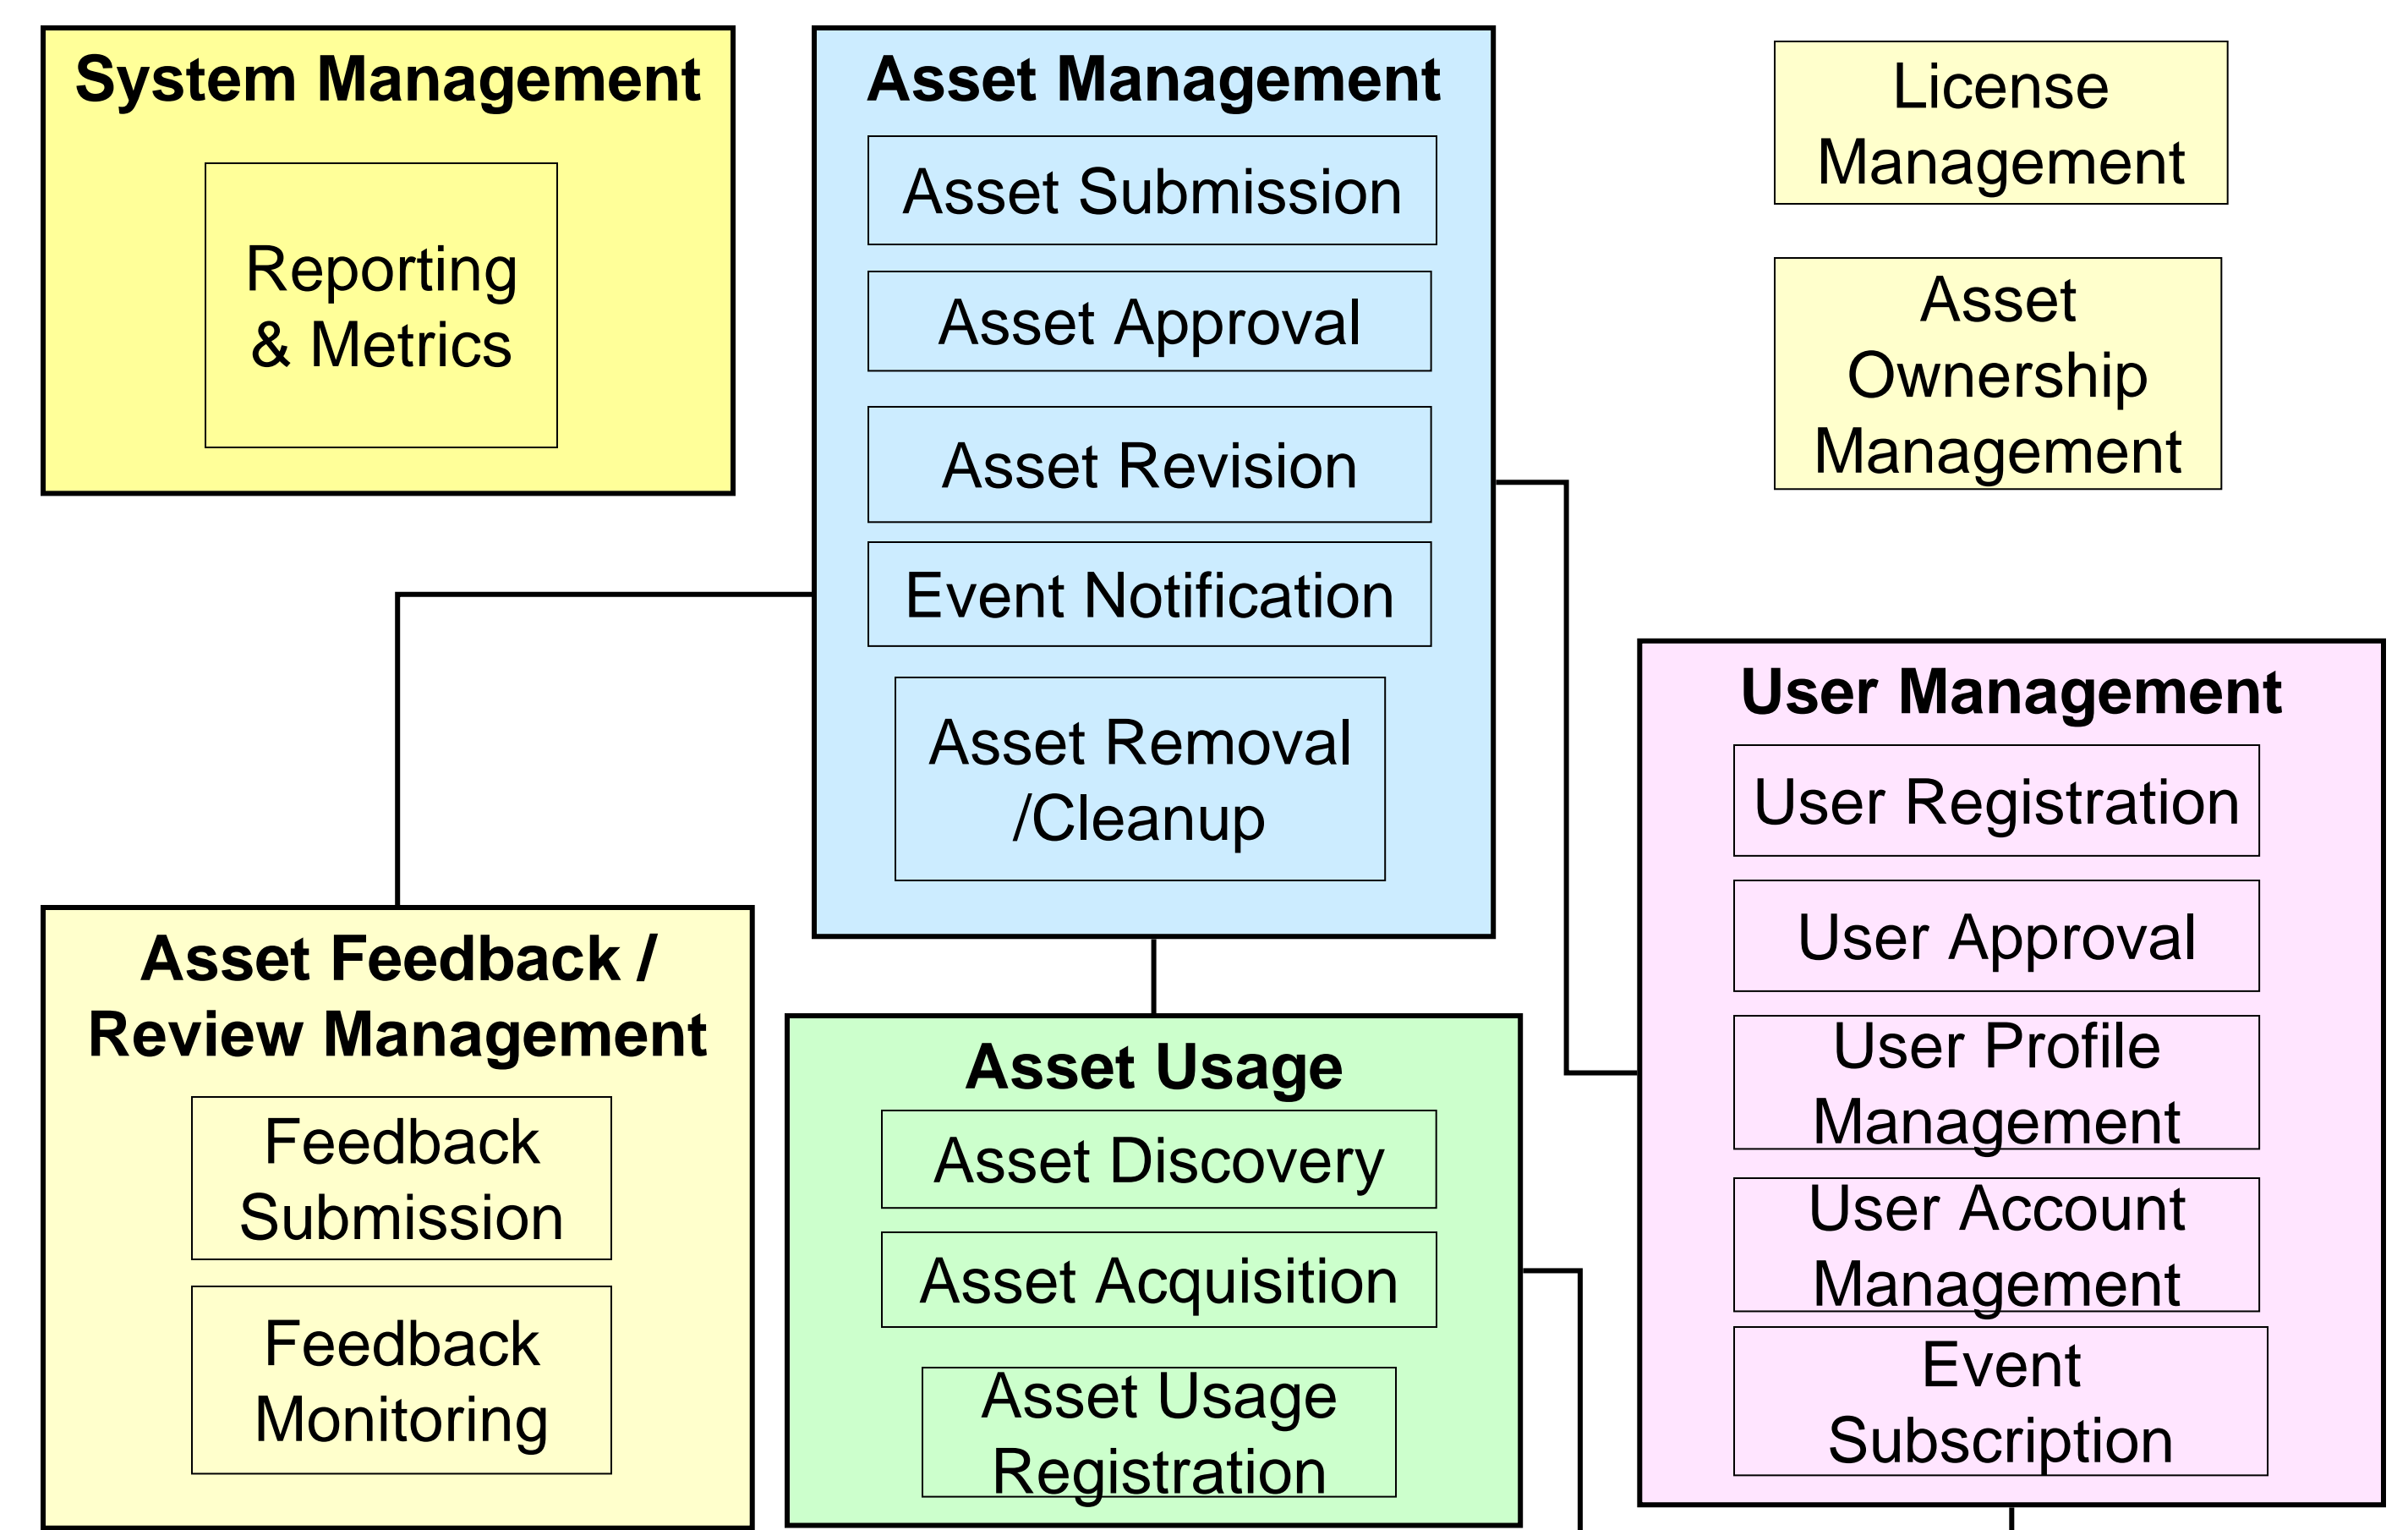 System Management
Reporting
& Metrics
Asset Management
Asset Submission
Asset Approval
Asset Revision
Event Notification
Asset Removal
/Cleanup
License
Management
Asset
Ownership
Management
User Management
User Registration
User Approval
User Profile
Management
User Account
Management
Event
Subscription
Asset Feedback /
Review Management
Feedback
Submission
Feedback
Monitoring
Asset Usage
Asset Discovery
Asset Acquisition
Asset Usage
Registration